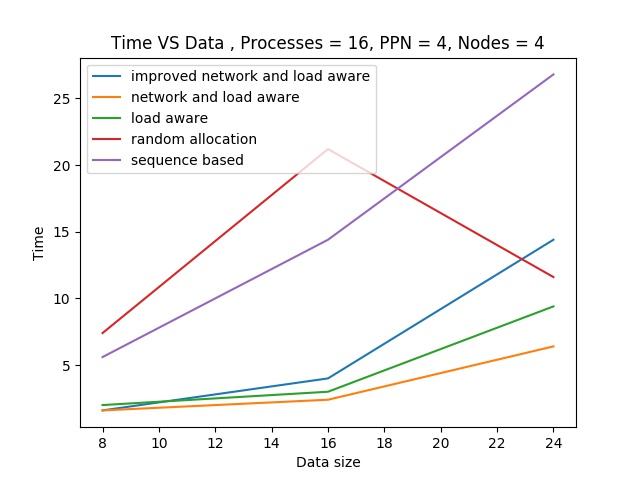 Time VS Data , Processes = 16, PPN = 4, Nodes = 4
improved network and load aware
network and load aware
load aware
random allocation
sequence based
25
20
15
10
5
Time
8 10 12 14 16 18 20 22 24
Data size